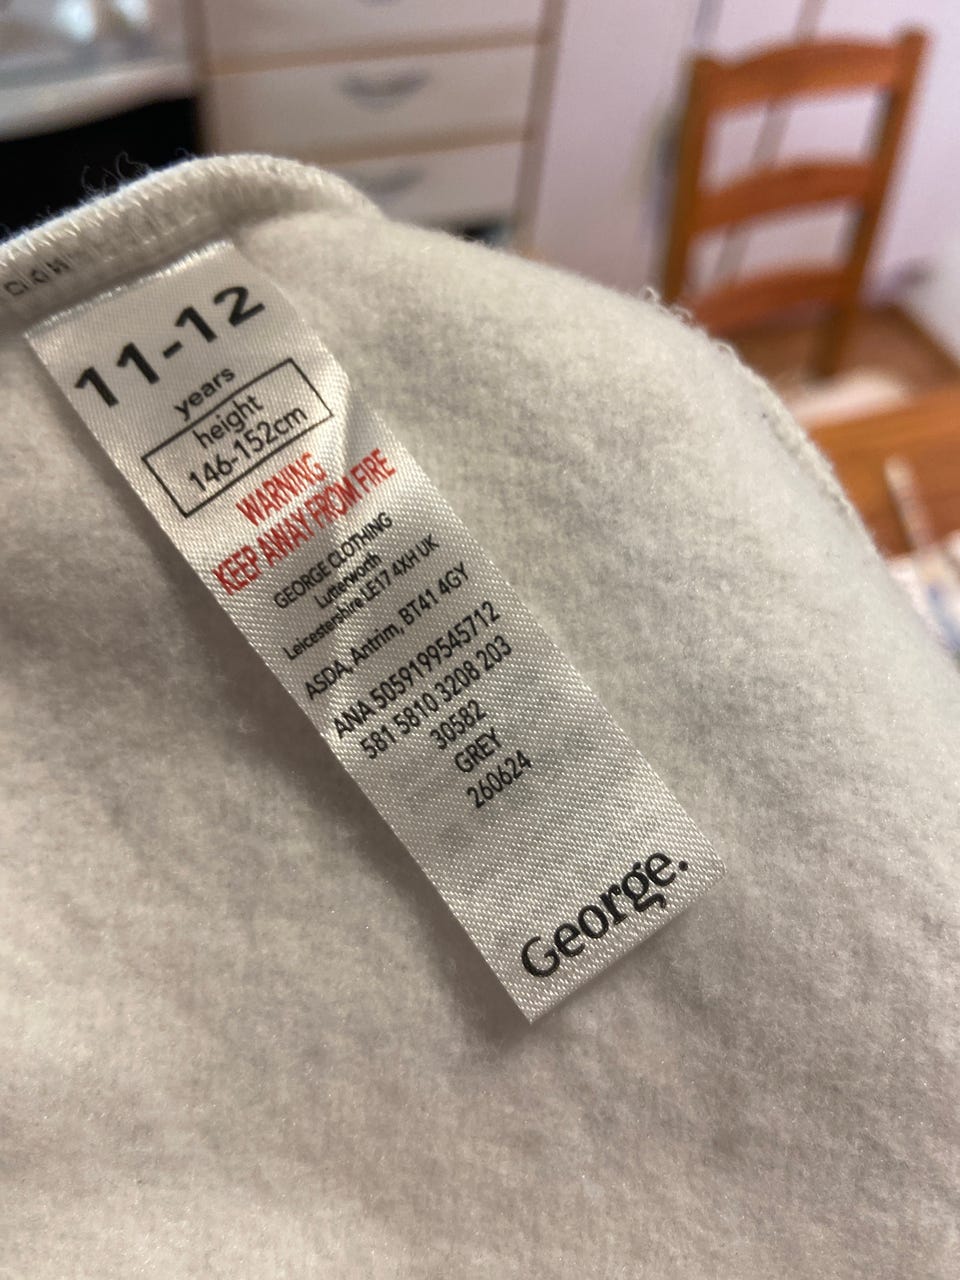 11-12
years
height
146-152cm
WARNING
KEEP AWAY FROM FIRE
GEORGE CLOTHING
Lutterworth
Leicestershire LE17 4XH UK
ASDA, Antrim, BT41 4GY
ANA 5059199545712
581 5810 3208 203
30582
GREY
260624
George.